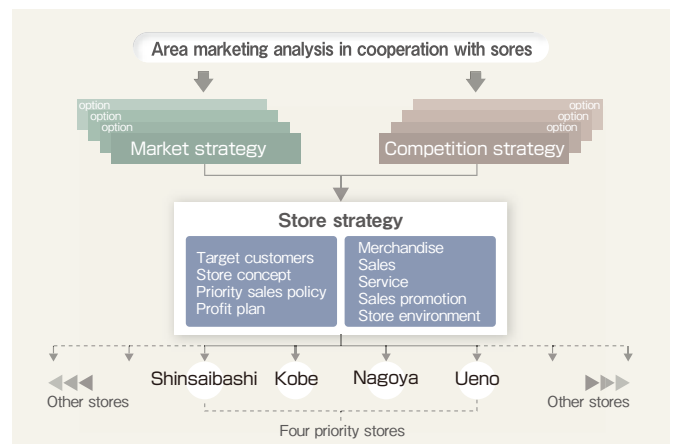 Area marketing analysis in cooperation with sores
option
option
option
Market strategy
option
option
option
Competition strategy
Store strategy
Target customers
Store concept
Priority sales policy
Profit plan
Merchandise
Sales
Service
Sales promotion
Store environment
Shinsaibashi
Kobe
Nagoya
Ueno
Other stores
Other stores
Four priority stores